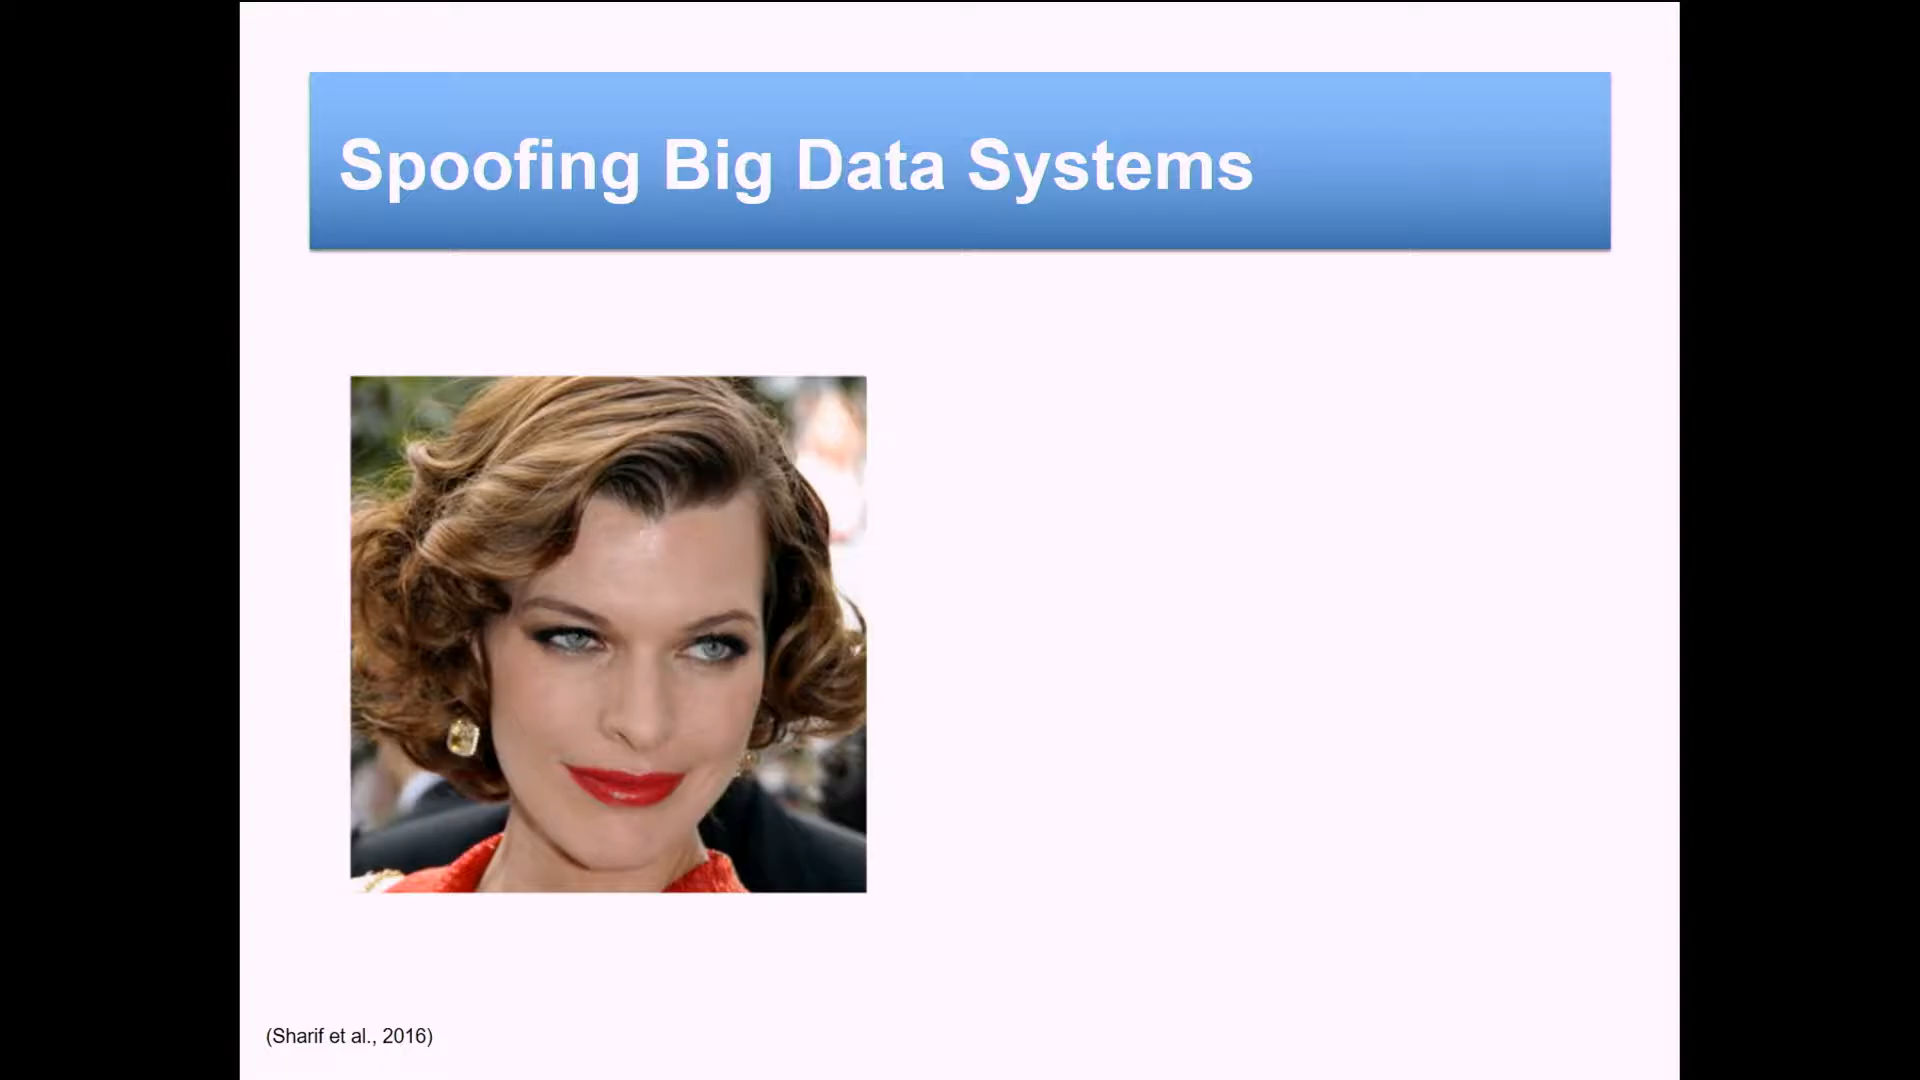 Spoofing Big Data Systems
(Sharif et al., 2016)